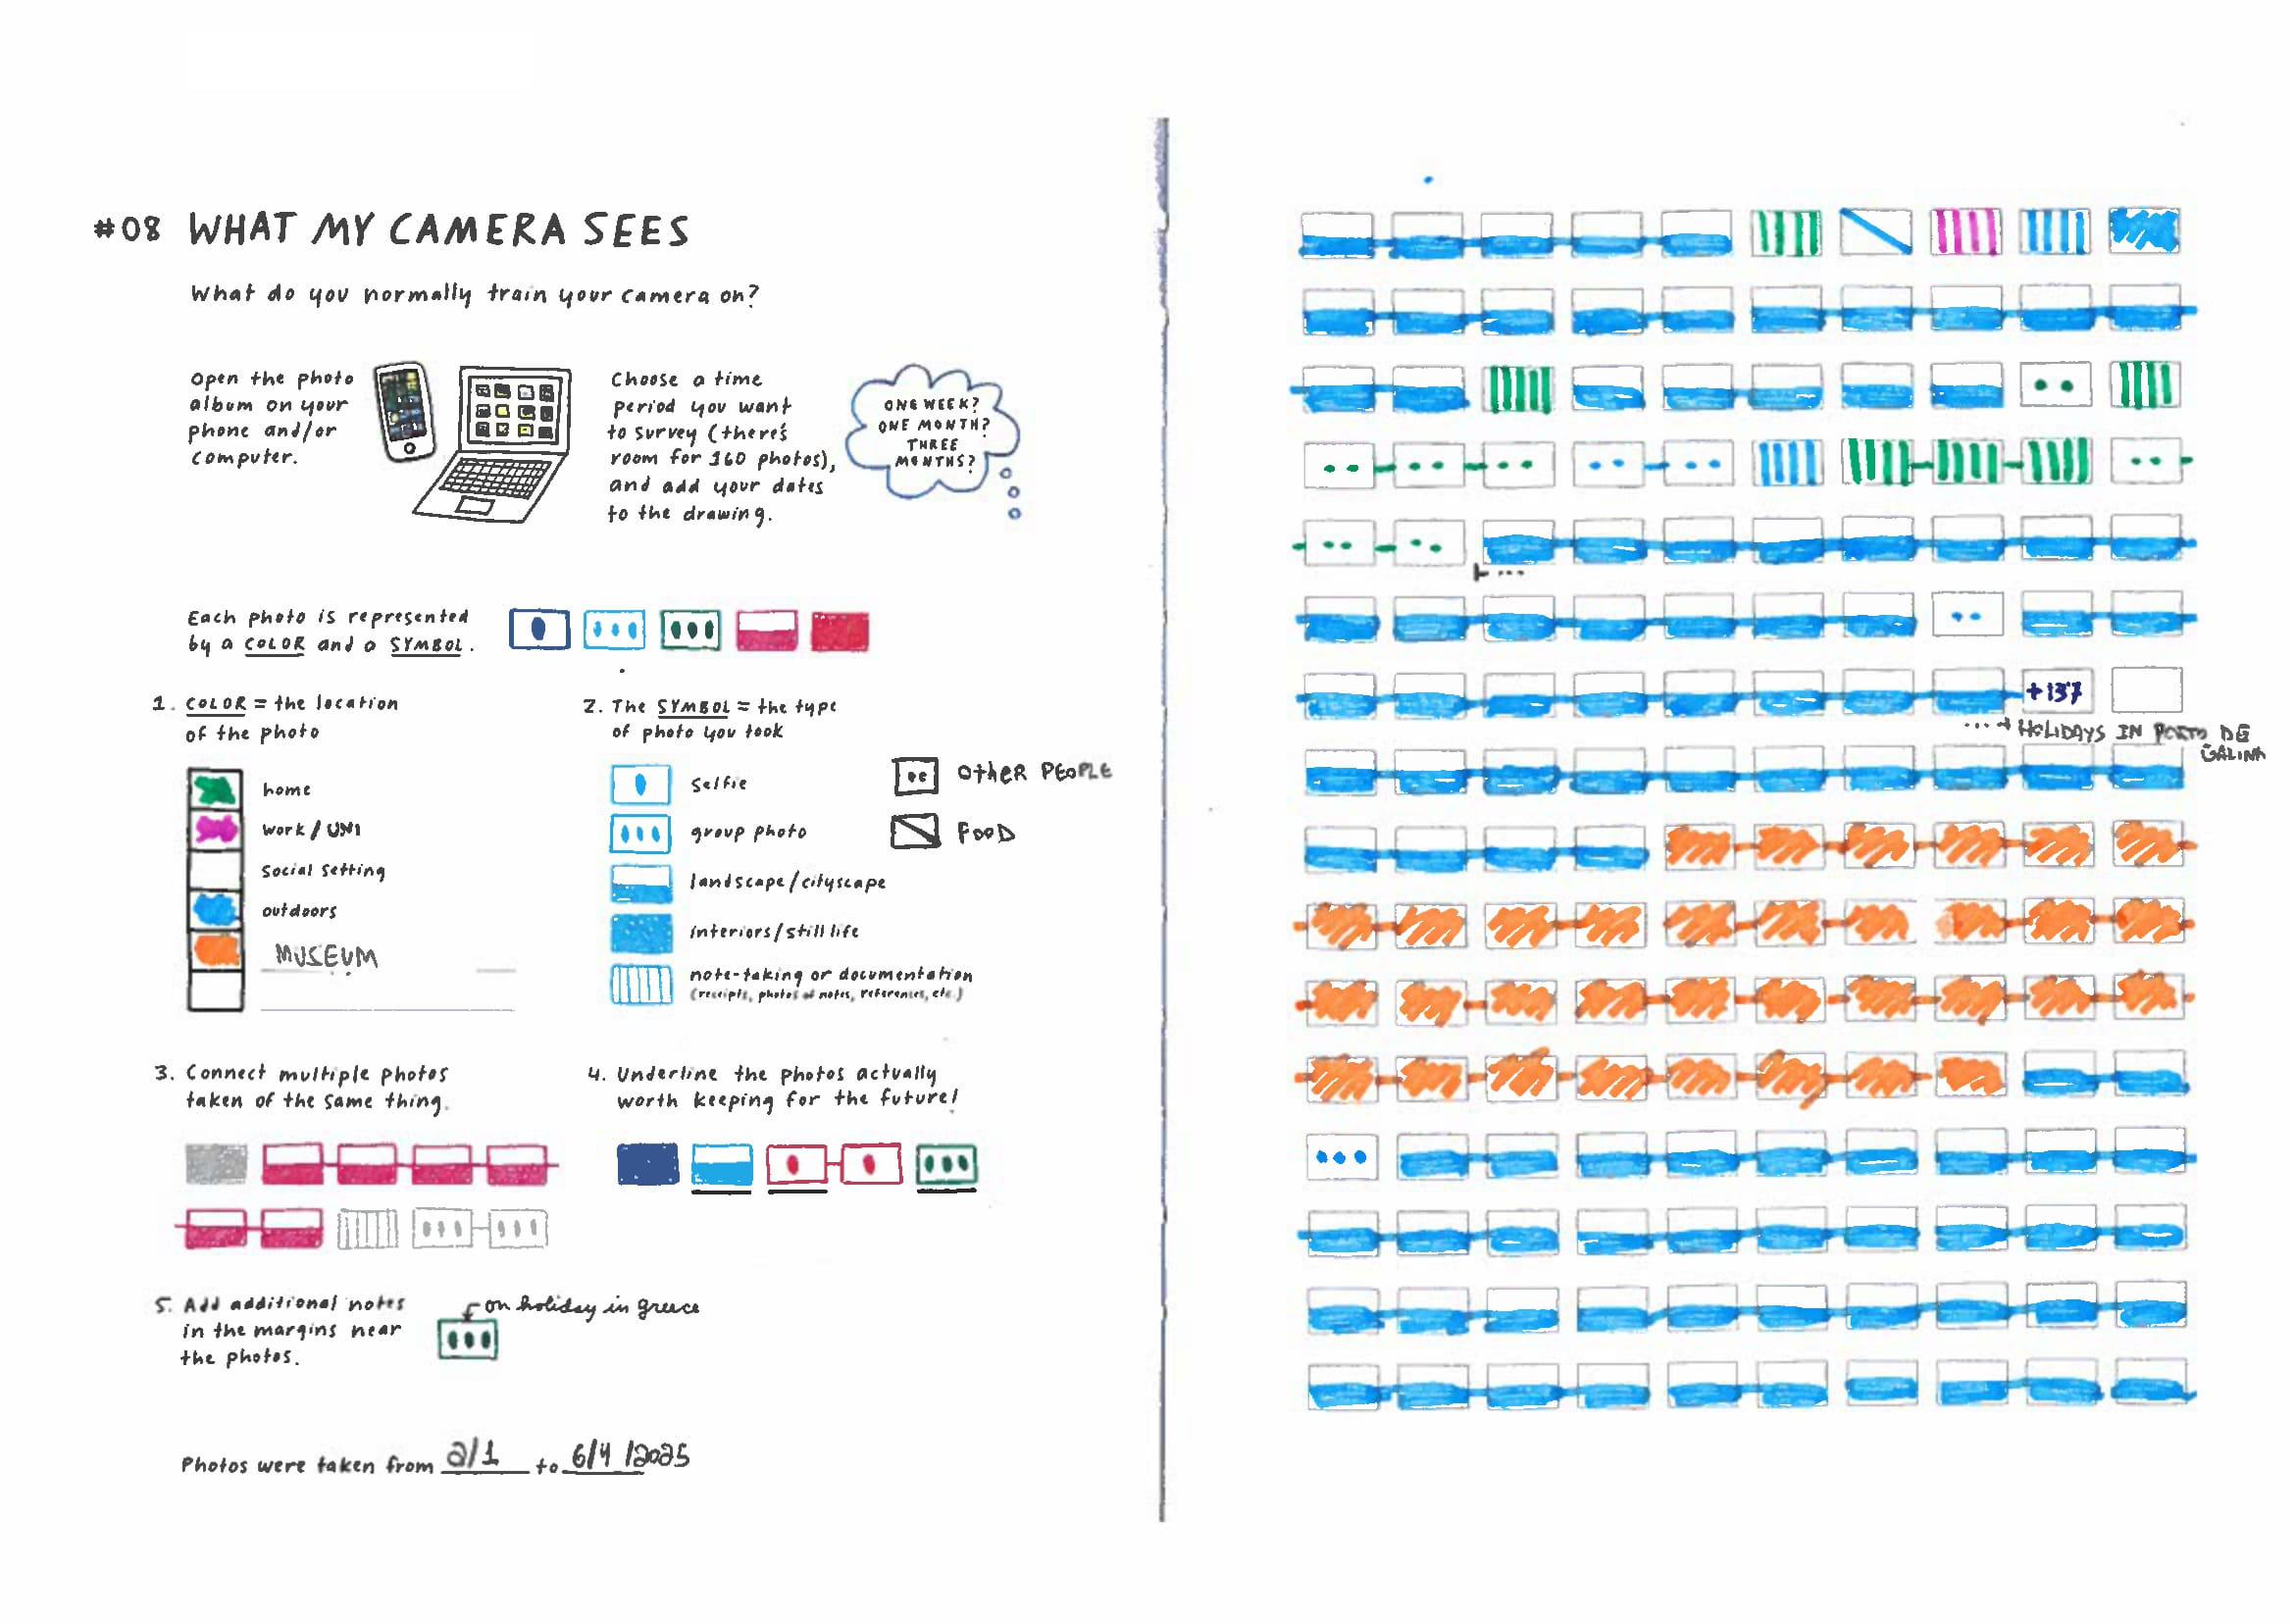 #08 WHAT MY CAMERA SEES
What do you normally train your camera on?
Open the photo
album on your
phone and/or
computer.
Choose a time
period you want
to survey (there's
room for 160 photos),
and add your dates
to the drawing.
ONE WEEK?
ONE MONTH?
THREE
MONTHS?
Each photo is represented
by a COLOR and a SYMBOL.
1. COLOR = the location
of the photo
home
work / UNI
social setting
outdoors
MUSEUM
2. The SYMBOL = the type
of photo you took
selfie
group photo
landscape/cityscape
interiors/still life
note-taking or documentation
(receipts, photos of notes, references, etc.)
OTHER PEOPLE
FOOD
3. Connect multiple photos
taken of the same thing.
4. Underline the photos actually
worth keeping for the future!
5. Add additional notes
in the margins near
the photos.
on holiday in greece
Photos were taken from 2/1 to 6/4 /2025
+137
HOLIDAYS IN PORTO DE
GALINA